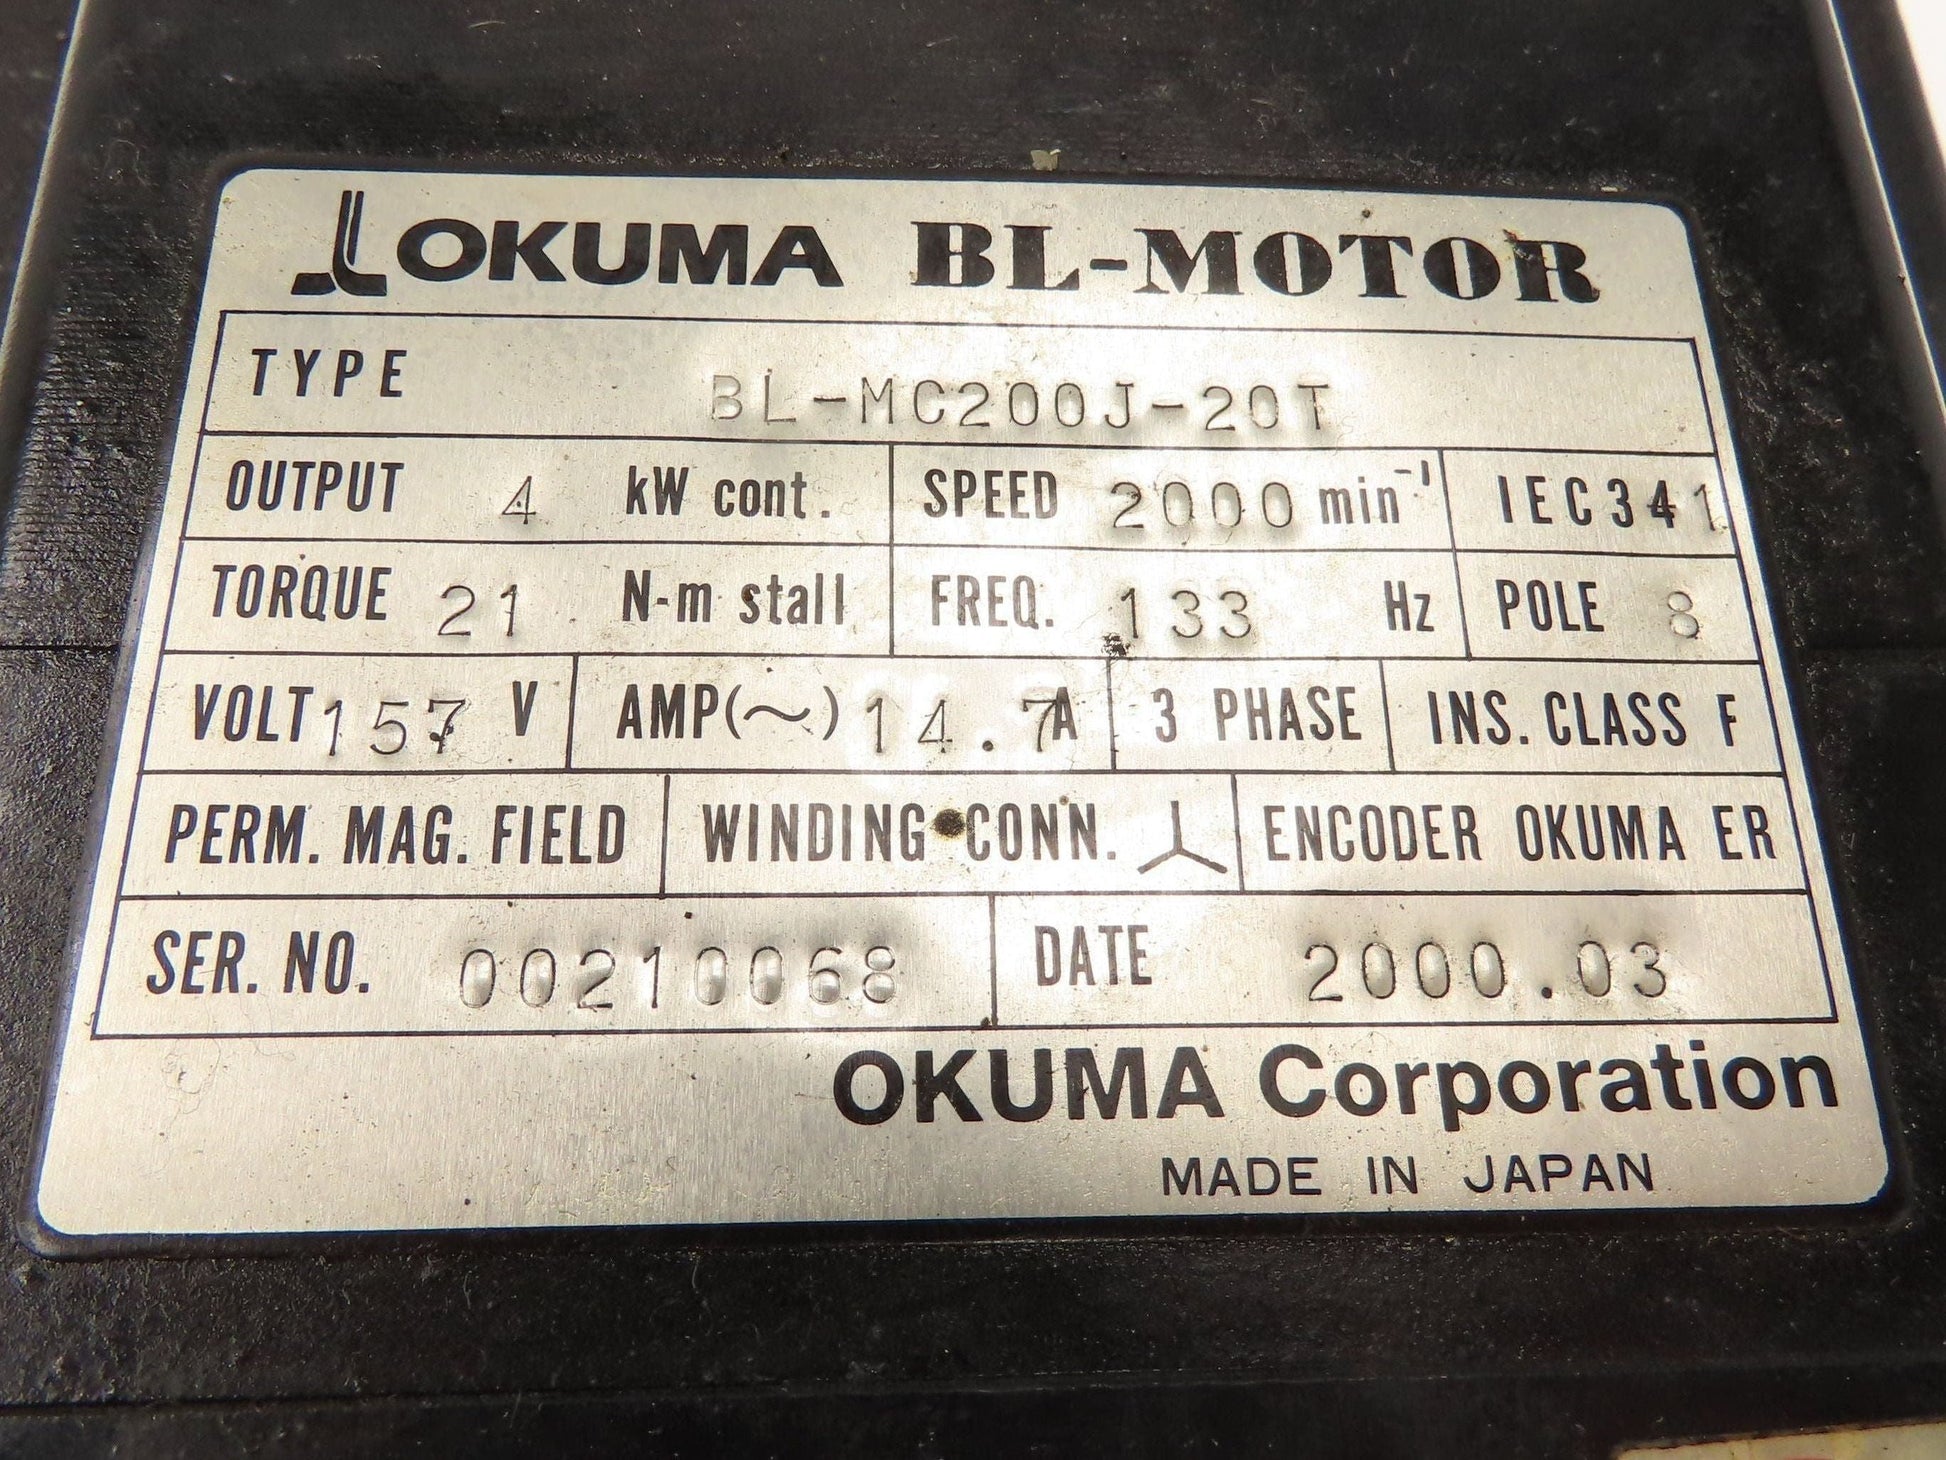 OKUMA BL-MOTOR
TYPE BL-MC200J-20T
OUTPUT 4 kW cont. SPEED 2000 min⁻¹ IEC341
TORQUE 21 N-m stall FREQ. 133 Hz POLE 8
VOLT 157 V AMP(~) 14.7A 3 PHASE INS. CLASS F
PERM. MAG. FIELD WINDING CONN. ENCODER OKUMA ER
SER. NO. 00210068 DATE 2000.03
OKUMA Corporation
MADE IN JAPAN